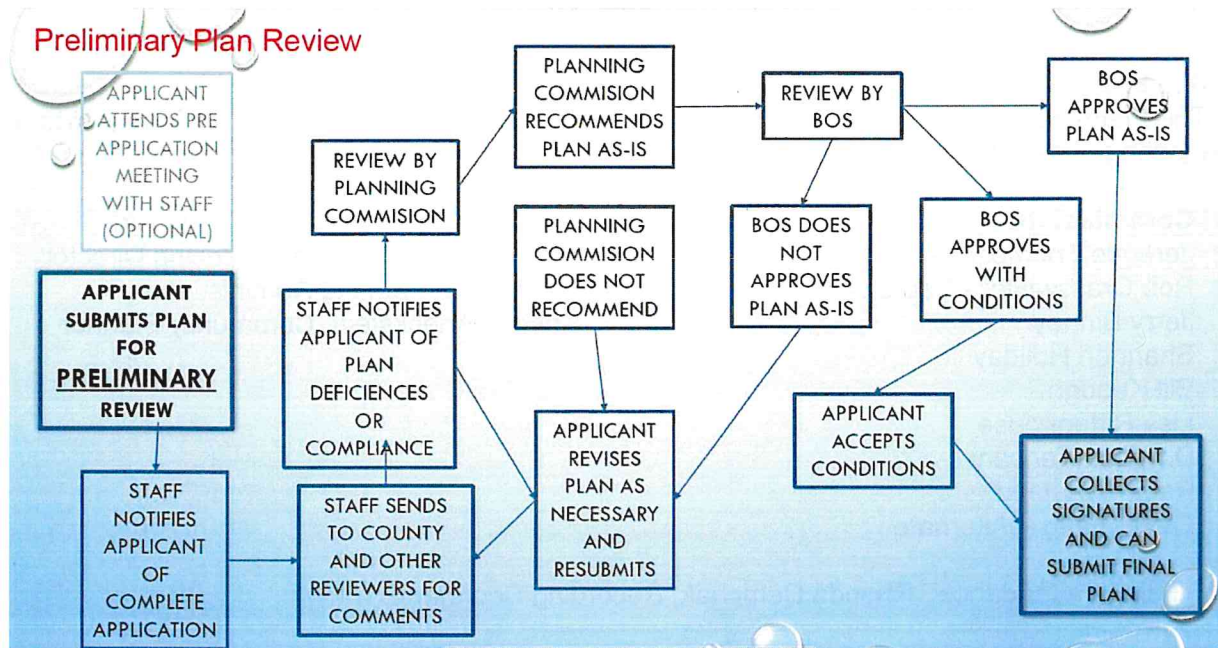 Preliminary Plan Review
APPLICANT
ATTENDS PRE
APPLICATION
MEETING
WITH STAFF
(OPTIONAL)
APPLICANT
SUBMITS PLAN
FOR
PRELIMINARY
REVIEW
STAFF
NOTIFIES
APPLICANT
OF
COMPLETE
APPLICATION
REVIEW BY
PLANNING
COMMISION
STAFF NOTIFIES
APPLICANT OF
PLAN
DEFICIENCES
OR
COMPLIANCE
STAFF SENDS
TO COUNTY
AND OTHER
REVIEWERS FOR
COMMENTS
PLANNING
COMMISION
RECOMMENDS
PLAN AS-IS
PLANNING
COMMISION
DOES NOT
RECOMMEND
APPLICANT
REVISES
PLAN AS
NECESSARY
AND
RESUBMITS
REVIEW BY
BOS
BOS DOES
NOT
APPROVES
PLAN AS-IS
BOS
APPROVES
WITH
CONDITIONS
APPLICANT
ACCEPTS
CONDITIONS
BOS
APPROVES
PLAN AS-IS
APPLICANT
COLLECTS
SIGNATURES
AND CAN
SUBMIT FINAL
PLAN